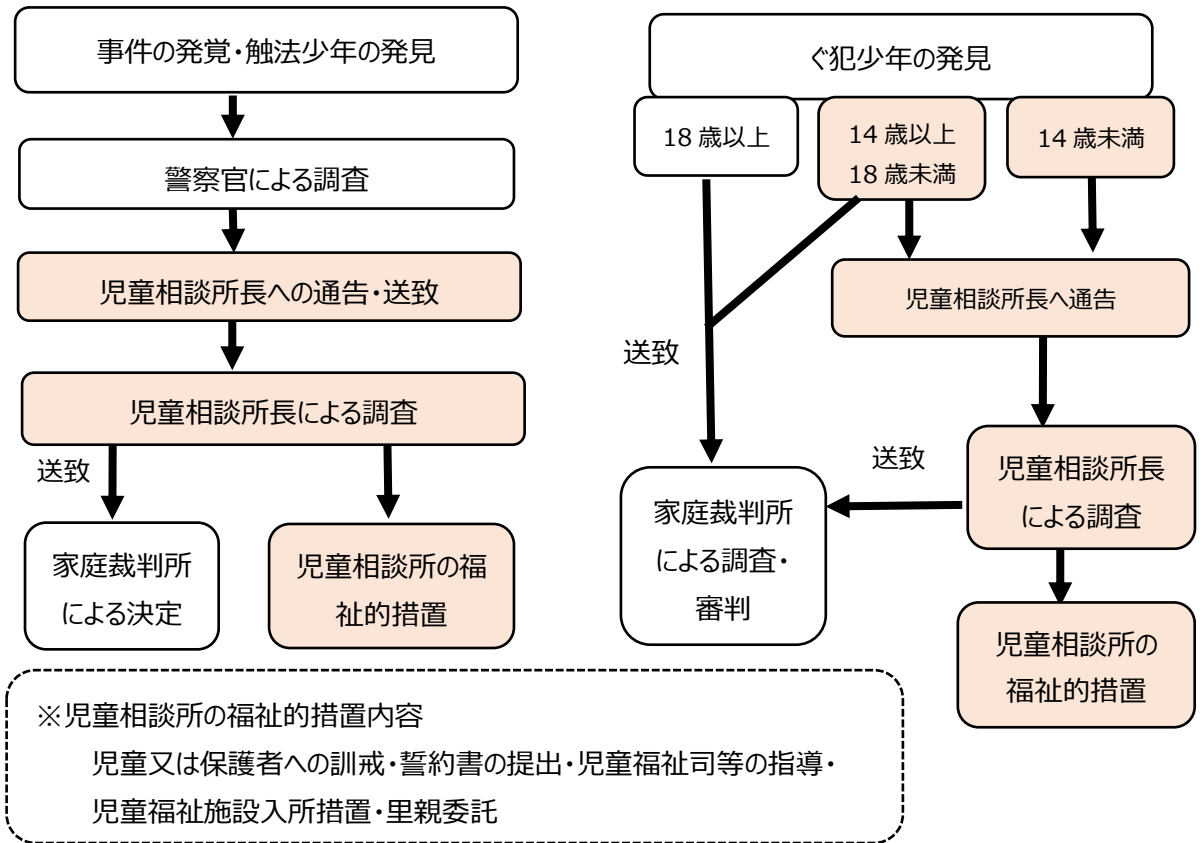 事件の発覚・触法少年の発見
警察官による調査
児童相談所長への通告・送致
児童相談所長による調査
送致
家庭裁判所
による決定
児童相談所の福
祉的措置
ぐ犯少年の発見
18 歳以上
14 歳以上
18 歳未満
14 歳未満
児童相談所長へ通告
送致
児童相談所長
による調査
送致
家庭裁判所
による調査・
審判
児童相談所の
福祉的措置
※児童相談所の福祉的措置内容
児童又は保護者への訓戒・誓約書の提出・児童福祉司等の指導・
児童福祉施設入所措置・里親委託